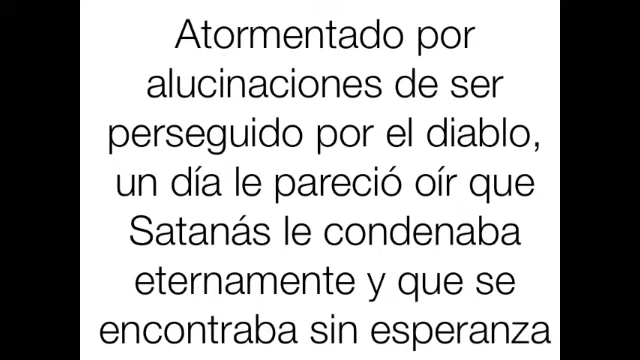 Atormentado por
alucinaciones de ser
perseguido por el diablo,
un día le pareció oír que
Satanás le condenaba
eternamente y que se
encontraba sin esperanza